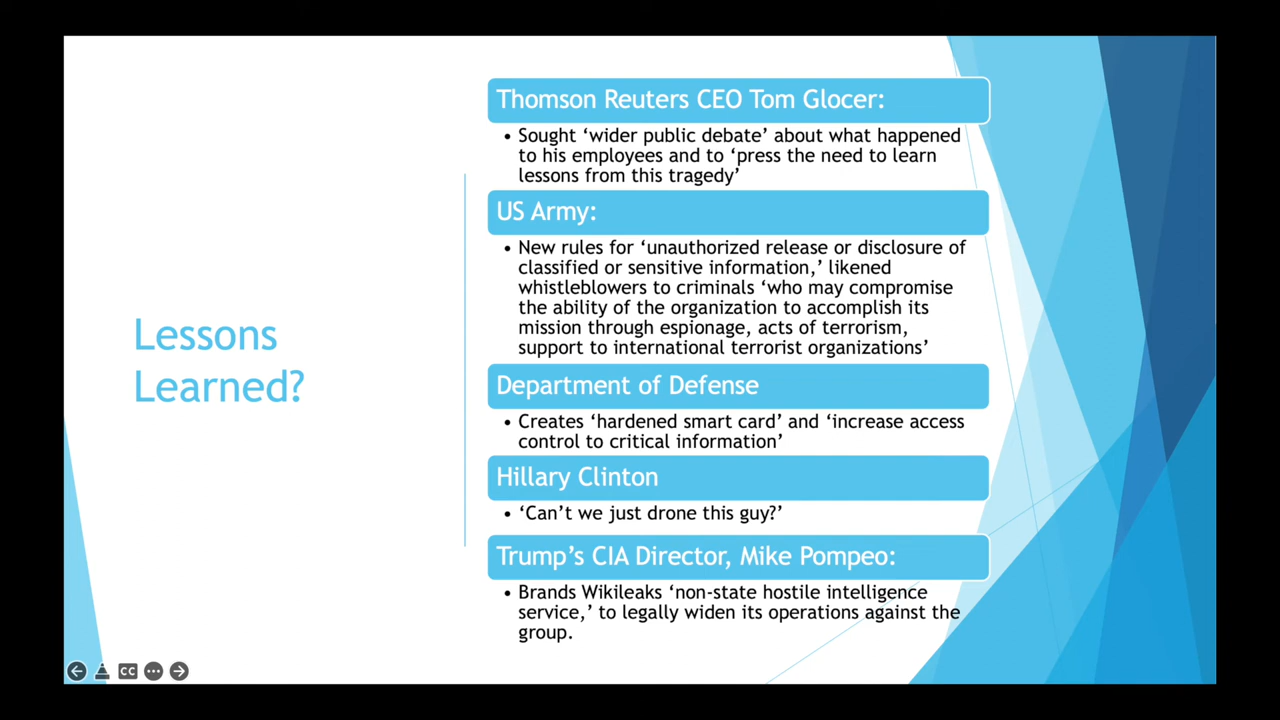 Lessons
Learned?
Thomson Reuters CEO Tom Glocer:
• Sought ‘wider public debate’ about what happened
to his employees and to ‘press the need to learn
lessons from this tragedy’
US Army:
• New rules for ‘unauthorized release or disclosure of
classified or sensitive information,’ likened
whistleblowers to criminals ‘who may compromise
the ability of the organization to accomplish its
mission through espionage, acts of terrorism,
support to international terrorist organizations’
Department of Defense
• Creates ‘hardened smart card’ and ‘increase access
control to critical information’
Hillary Clinton
• ‘Can’t we just drone this guy?’
Trump’s CIA Director, Mike Pompeo:
• Brands Wikileaks ‘non-state hostile intelligence
service,’ to legally widen its operations against the
group.
CC